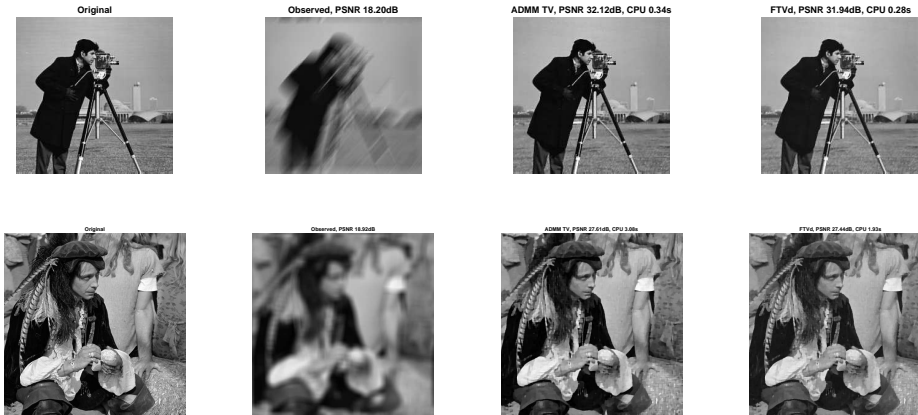 Original
Observed, PSNR 18.20dB
ADMM TV, PSNR 32.12dB, CPU 0.34s
FTVd, PSNR 31.94dB, CPU 0.28s
Original
Observed, PSNR 18.92dB
ADMM TV, PSNR 27.61dB, CPU 3.08s
FTVd, PSNR 27.44dB, CPU 1.93s